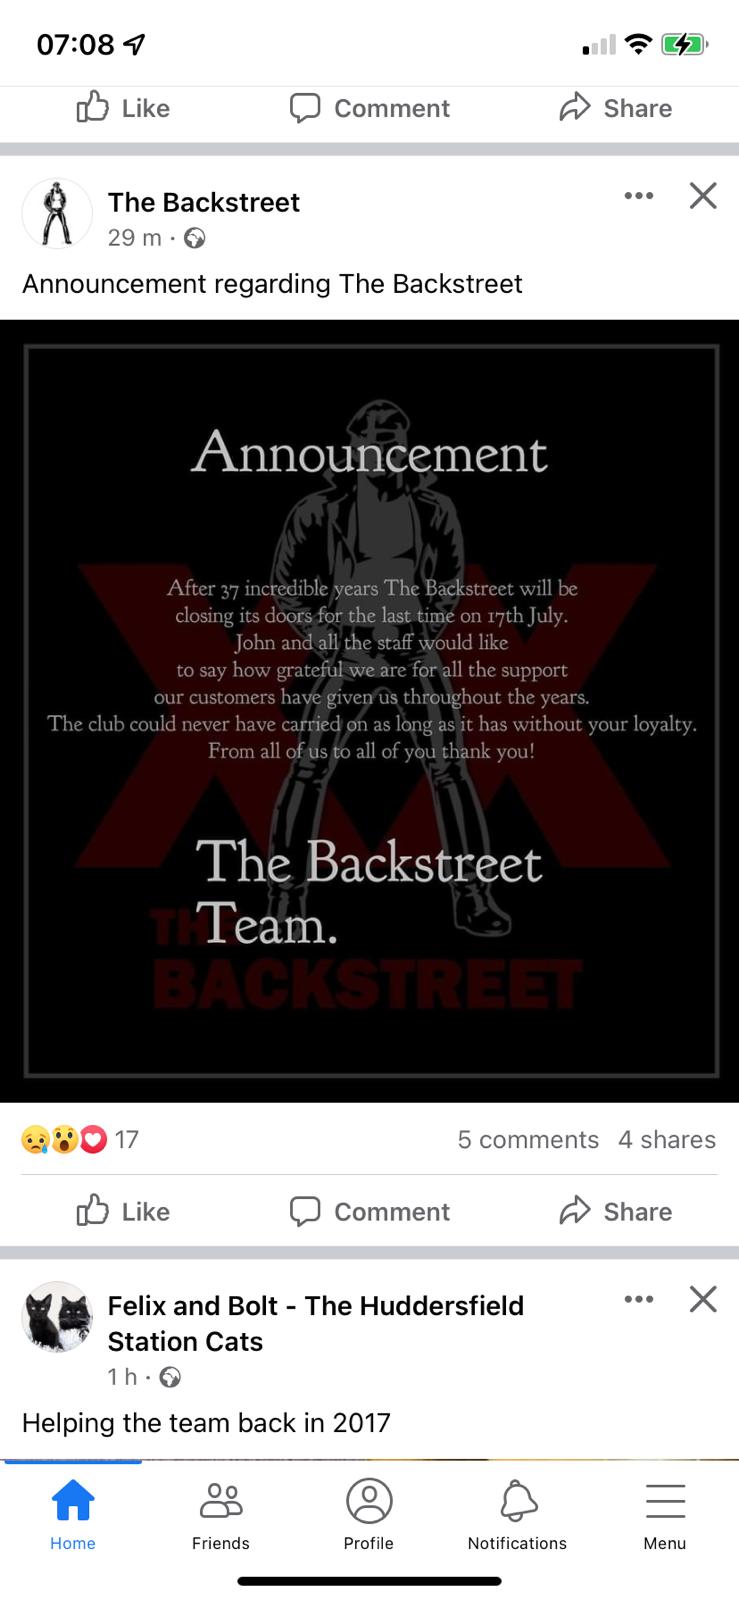 07:08
Like Comment Share
The Backstreet
29 m ·
Announcement regarding The Backstreet
Announcement
After 37 incredible years The Backstreet will be
closing its doors for the last time on 17th July.
John and all the staff would like
to say how grateful we are for all the support
our customers have given us throughout the years.
The club could never have carried on as long as it has without your loyalty.
From all of us to all of you thank you!
The Backstreet
Team.
THE
BACKSTREET
17 5 comments 4 shares
Like Comment Share
Felix and Bolt - The Huddersfield
Station Cats
1 h ·
Helping the team back in 2017
Home Friends Profile Notifications Menu